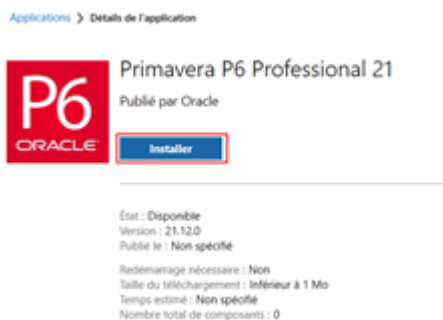 Applications ❯ Détails de l'application
Primavera P6 Professional 21
P6
ORACLE
Publié par Oracle
Installer
État : Disponible
Version : 21.12.0
Publié le : Non spécifié
Redémarrage nécessaire : Non
Taille du téléchargement : Inférieur à 1 Mo
Temps estimé : Non spécifié
Nombre total de composants : 0